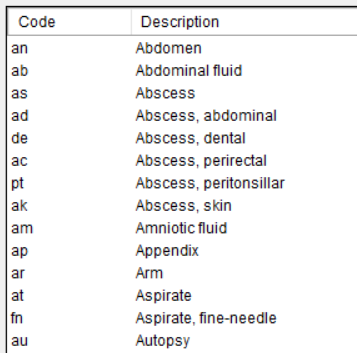 Code Description
an Abdomen
ab Abdominal fluid
as Abscess
ad Abscess, abdominal
de Abscess, dental
ac Abscess, perirectal
pt Abscess, peritonsillar
ak Abscess, skin
am Amniotic fluid
ap Appendix
ar Arm
at Aspirate
fn Aspirate, fine-needle
au Autopsy